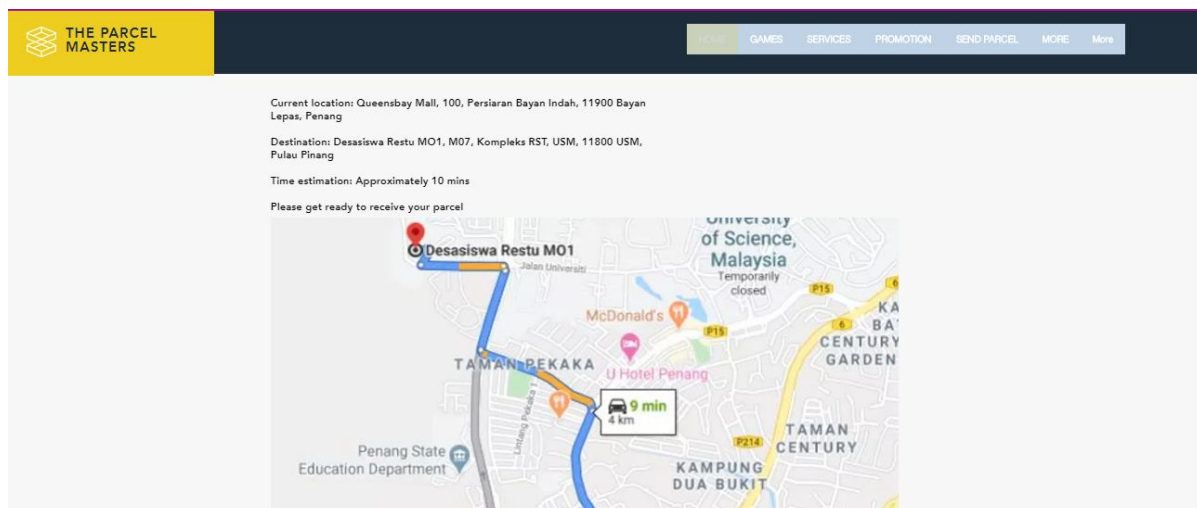 THE PARCEL
MASTERS
HOME GAMES SERVICES PROMOTION SEND PARCEL MORE More
Current location: Queensbay Mall, 100, Persiaran Bayan Indah, 11900 Bayan
Lepas, Penang
Destination: Desasiswa Restu MO1, M07, Kompleks RST, USM, 11800 USM,
Pulau Pinang
Time estimation: Approximately 10 mins
Please get ready to receive your parcel
University
of Science,
Malaysia
Temporarily
closed
Desasiswa Restu MO1
Jalan Universiti
P15
6
KA
McDonald's
P15
6
BA
CENTURY
GARDEN
TAMAN PEKAKA
U Hotel Penang
Lintang Pekaka 1
9 min
4 km
P214
TAMAN
CENTURY
Penang State
Education Department
KAMPUNG
DUA BUKIT